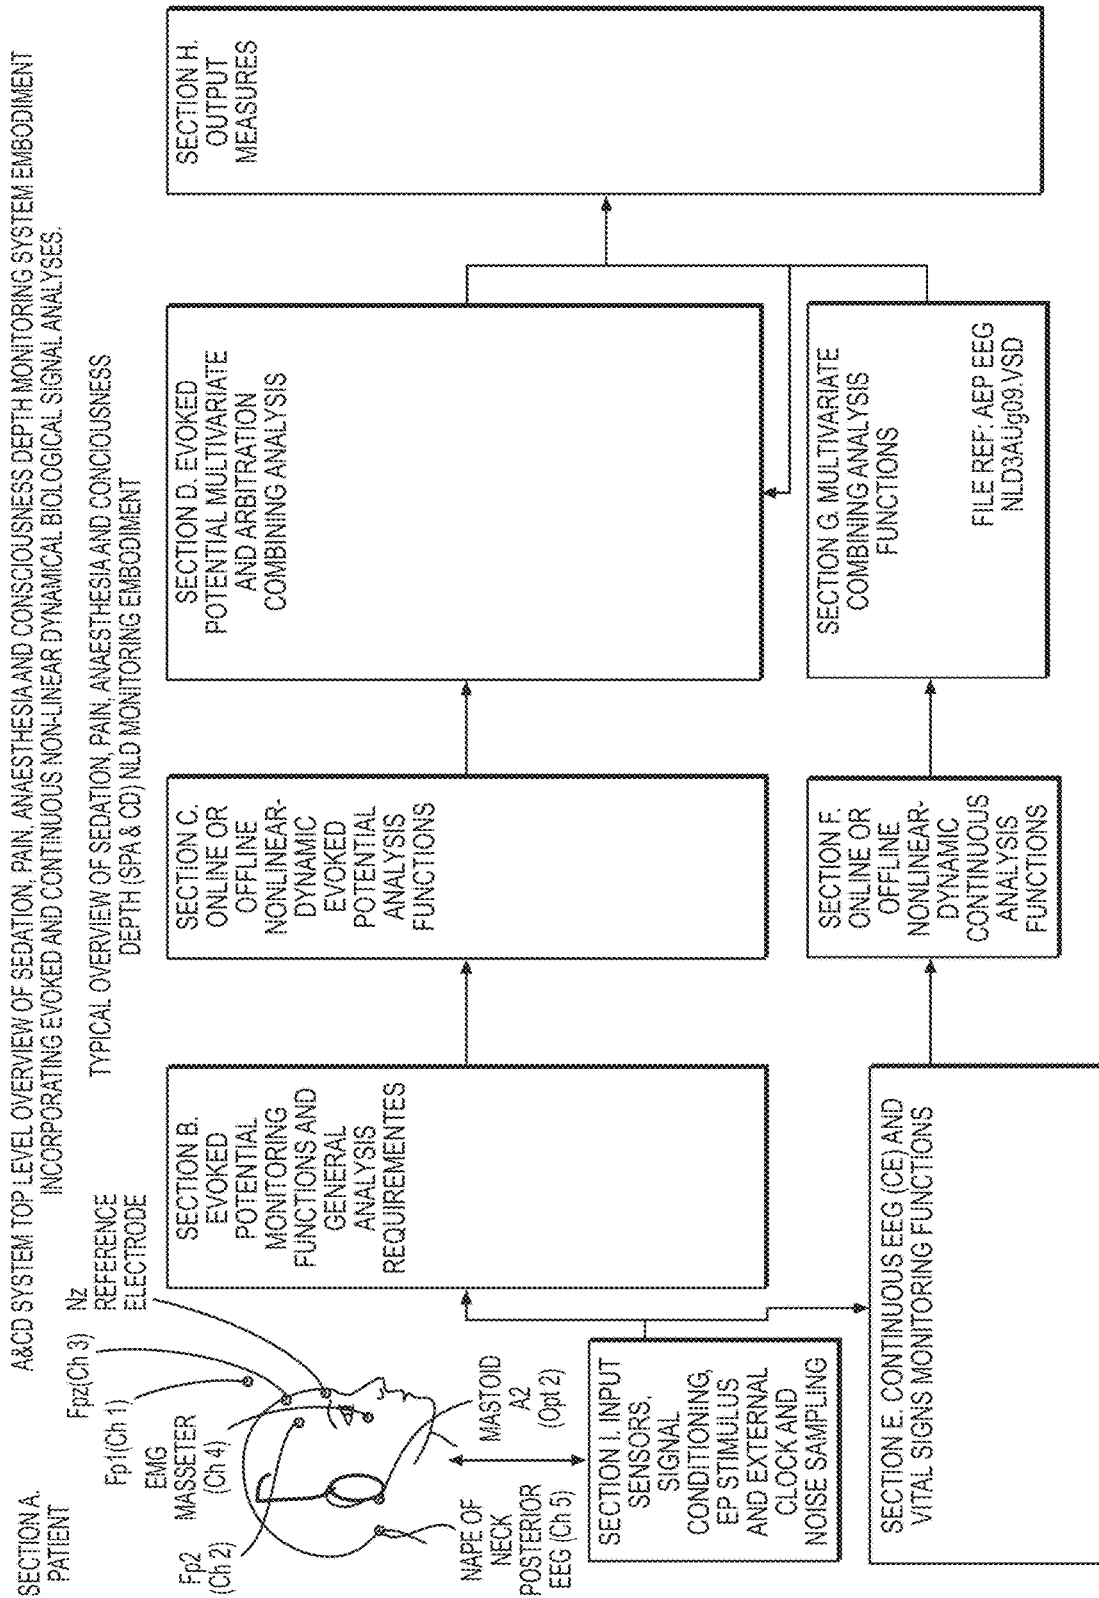 A&CD SYSTEM TOP LEVEL OVERVIEW OF SEDATION, PAIN, ANAESTHESIA AND CONSCIOUSNESS DEPTH MONITORING SYSTEM EMBODIMENT
INCORPORATING EVOKED AND CONTINUOUS NON-LINEAR DYNAMICAL BIOLOGICAL SIGNAL ANALYSES.
TYPICAL OVERVIEW OF SEDATION, PAIN, ANAESTHESIA AND CONCIOUSNESS
DEPTH (SPA & CD) NLD MONITORING EMBODIMENT
SECTION A.
PATIENT
Fpz(Ch 3)
Nz
REFERENCE
ELECTRODE
Fp1(Ch 1)
EMG
MASSETER
(Ch 4)
Fp2
(Ch 2)
MASTOID
A2
(Opt 2)
NAPE OF
NECK
POSTERIOR
EEG (Ch 5)
SECTION I. INPUT
SENSORS,
SIGNAL
CONDITIONING,
EP STIMULUS
AND EXTERNAL
CLOCK AND
NOISE SAMPLING
SECTION B.
EVOKED
POTENTIAL
MONITORING
FUNCTIONS AND
GENERAL
ANALYSIS
REQUIREMENTES
SECTION C.
ONLINE OR
OFFLINE
NONLINEAR-
DYNAMIC
EVOKED
POTENTIAL
ANALYSIS
FUNCTIONS
SECTION D. EVOKED
POTENTIAL MULTIVARIATE
AND ARBITRATION
COMBINING ANALYSIS
SECTION E. CONTINUOUS EEG (CE) AND
VITAL SIGNS MONITORING FUNCTIONS
SECTION F.
ONLINE OR
OFFLINE
NONLINEAR-
DYNAMIC
CONTINUOUS
ANALYSIS
FUNCTIONS
SECTION G. MULTIVARIATE
COMBINING ANALYSIS
FUNCTIONS
FILE REF. AEP EEG
NLD3AUg09.VSD
SECTION H.
OUTPUT
MEASURES